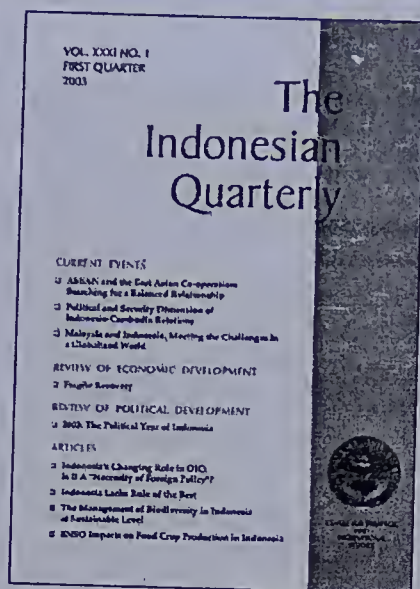 VOL. XXXI NO. 1
FIRST QUARTER
2003
The
Indonesian
Quarterly
CURRENT EVENTS
ASEAN and the East Asian Co-operation:
Searching for a Balanced Relationship
Political and Security Dimension of
Indonesia-Cambodia Relations
Malaysia and Indonesia, Meeting the Challenges in
a Globalized World
REVIEW OF ECONOMIC DEVELOPMENT
Fragile Recovery
REVIEW OF POLITICAL DEVELOPMENT
The Political Year of Indonesia
ARTICLES
Indonesia's Changing Role in OIC:
Is It A "Necessity of Foreign Policy"?
Indonesia Lacks Rule of the Best
The Management of Biodiversity in Indonesia
at Sustainable Level
ENSO Impacts on Food Crop Production in Indonesia
AND